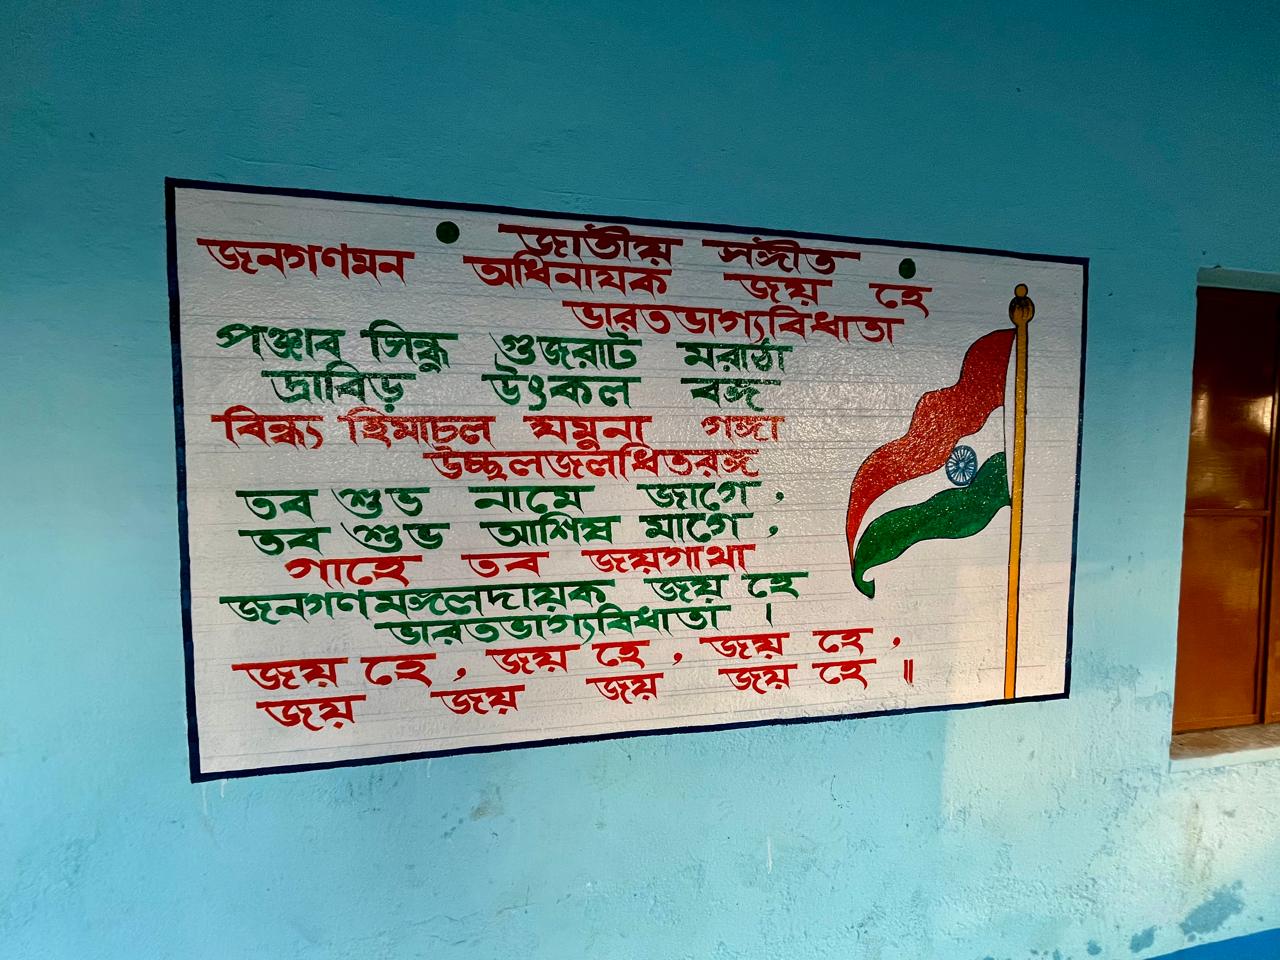 জাতীয় সঙ্গীত
জনগণমন অধিনায়ক জয় হে
ভারতভাগ্যবিধাতা
পঞ্জাব সিন্ধু গুজরাট মরাঠা
দ্রাবিড় উৎকল বঙ্গ
বিন্ধ্য হিমাচল যমুনা গঙ্গা
উচ্ছলজলধিতরঙ্গ
তব শুভ নামে জাগে,
তব শুভ আশিষ মাগে,
গাহে তব জয়গাথা
জনগণমঙ্গলদায়ক জয় হে
ভারতভাগ্যবিধাতা ।
জয় হে, জয় হে, জয় হে,
জয় জয় জয় জয় হে ॥